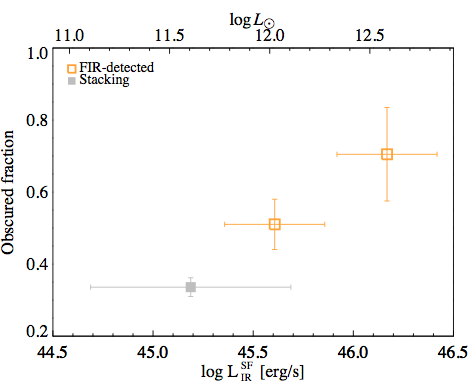 log L☉
11.0 11.5 12.0 12.5
1.0
FIR-detected
Stacking
0.8
0.6
0.4
0.2
Obscured fraction
44.5 45.0 45.5 46.0 46.5
log L_IR^SF [erg/s]